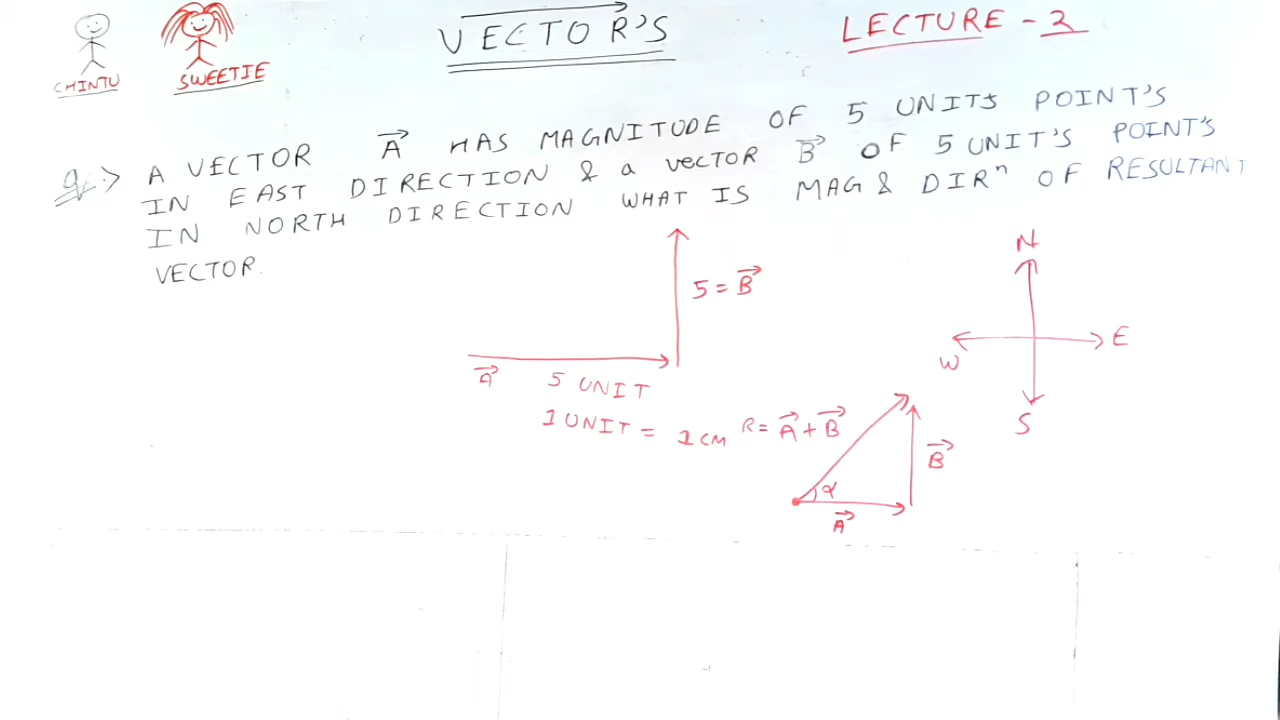 VECTOR'S
LECTURE - 2
CHINTU
SWEETIE
Q:> A VECTOR A HAS MAGNITUDE OF 5 UNITS POINT'S
IN EAST DIRECTION & a vector B OF 5 UNIT'S POINT'S
IN NORTH DIRECTION WHAT IS MAG & DIRⁿ OF RESULTANT
VECTOR.
5 = B
A 5 UNIT
1 UNIT = 1 CM
N
W
E
S
R = A + B
B
α
A